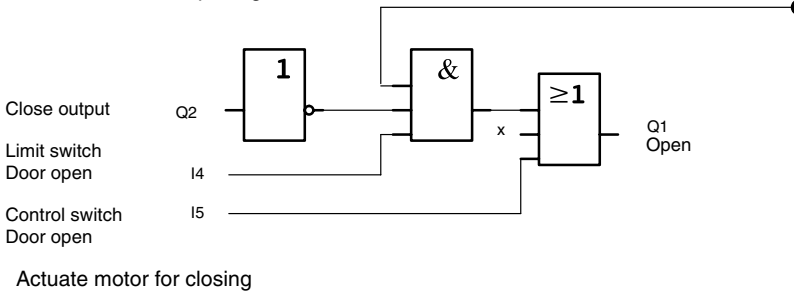 1
&
≥1
Close output Q2
x
Q1
Open
Limit switch
Door open I4
Control switch I5
Door open
Actuate motor for closing